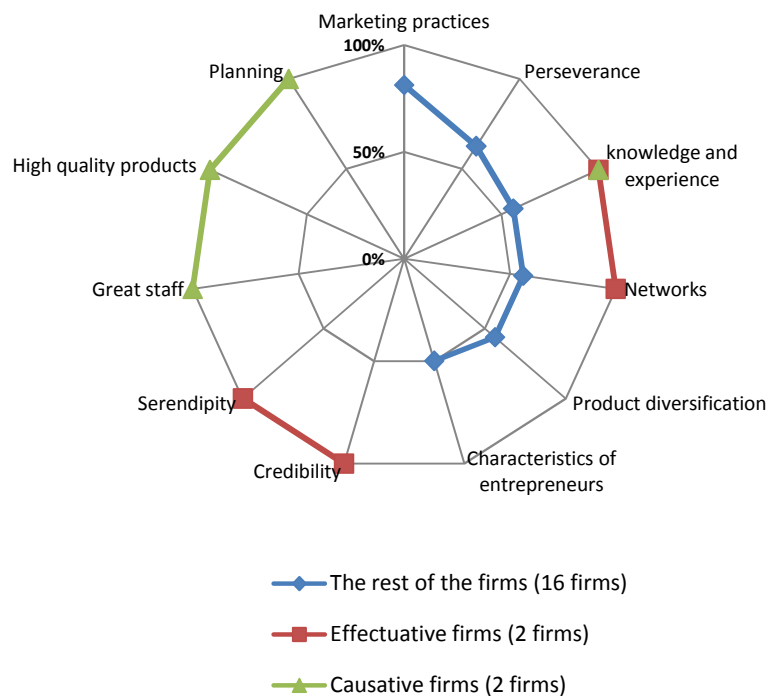 Marketing practices
100%
Planning
Perseverance
High quality products
50%
knowledge and
experience
0%
Great staff
Networks
Serendipity
Product diversification
Credibility
Characteristics of
entrepreneurs
The rest of the firms (16 firms)
Effectuative firms (2 firms)
Causative firms (2 firms)